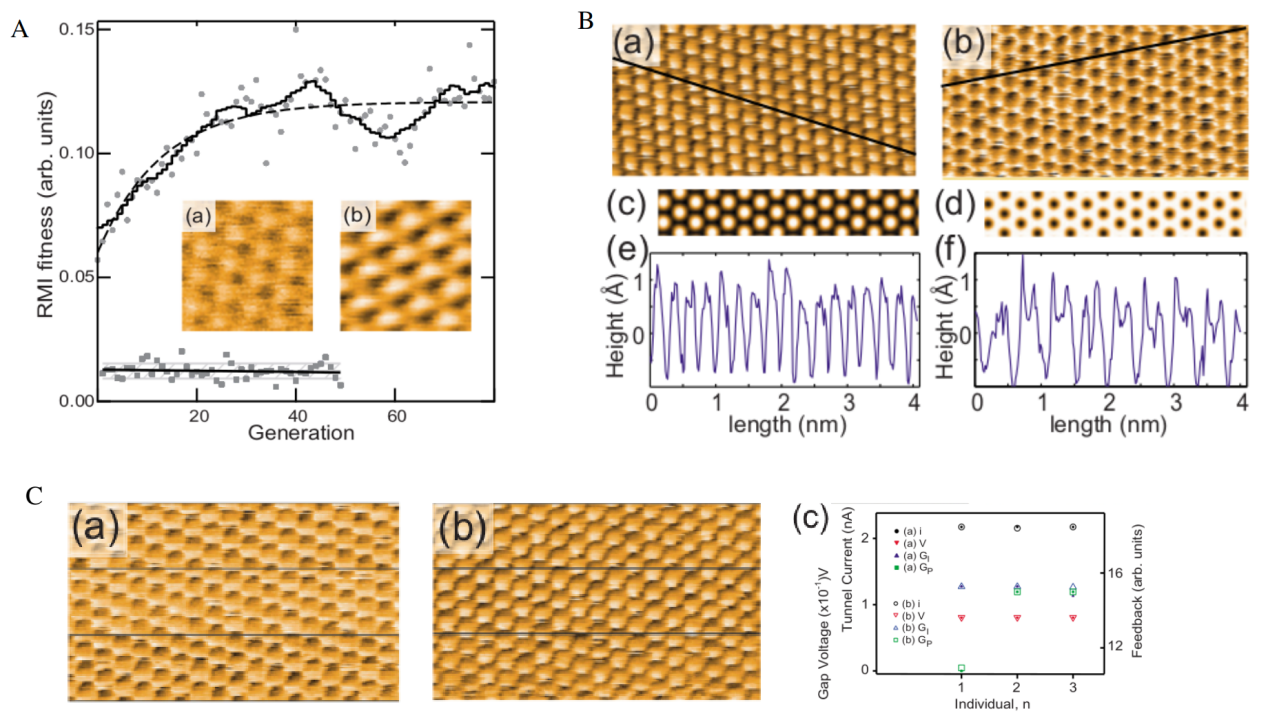 A
RMI fitness (arb. units)
0.15
0.10
0.05
0.00
(a)
(b)
20
40
60
Generation
B
(a)
(b)
(c)
(d)
(e)
Height (Å)
1
0
0
1
2
3
4
length (nm)
(f)
Height (Å)
1
0
0
1
2
3
4
length (nm)
C
(a)
(b)
(c)
Gap Voltage (x10⁻¹)V
Tunnel Current (nA)
2
1
0
(a) i
(a) V
(a) G_I
(a) G_P
(b) i
(b) V
(b) G_I
(b) G_P
16
12
Feedback (arb. units)
1
2
3
Individual, n